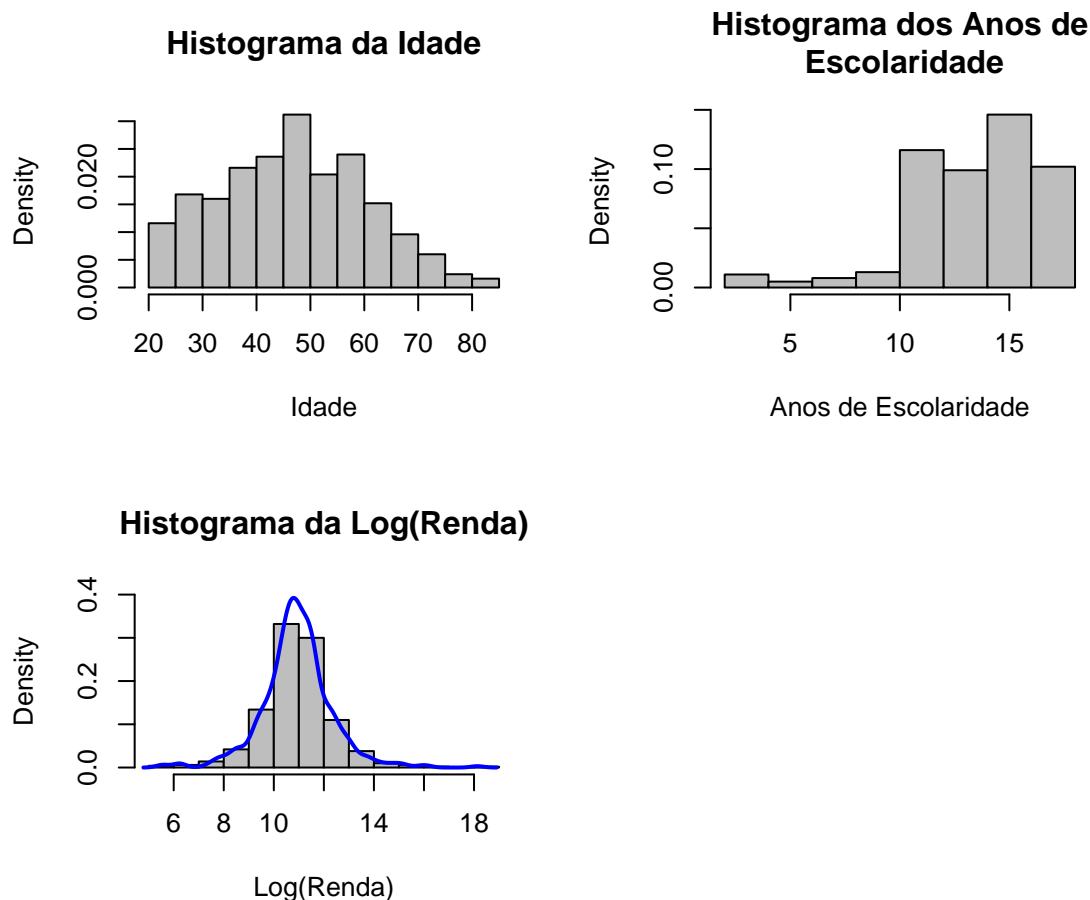 Histograma da Idade
Density
0.000
0.020
20 30 40 50 60 70 80
Idade
Histograma dos Anos de
Escolaridade
Density
0.00
0.10
5 10 15
Anos de Escolaridade
Histograma da Log(Renda)
Density
0.0
0.2
0.4
6 8 10 14 18
Log(Renda)